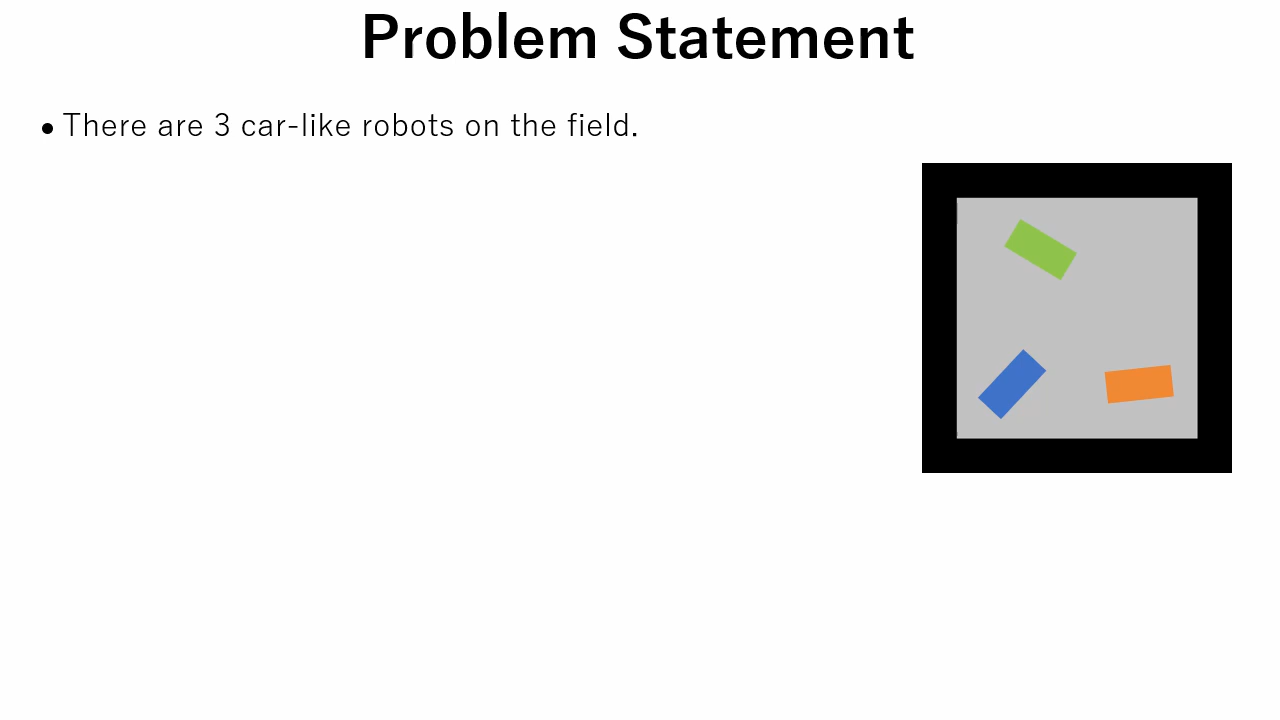 Problem Statement
• There are 3 car-like robots on the field.